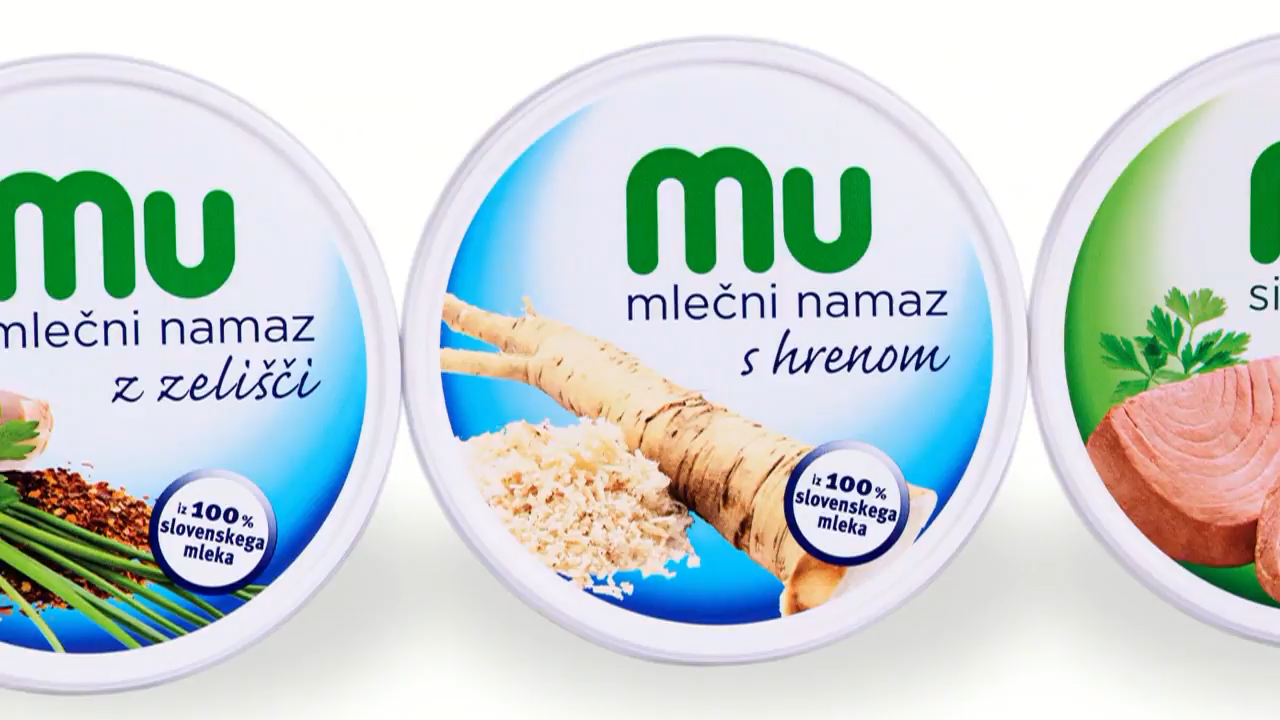 mu
mlečni namaz
z zelišči
iz 100%
slovenskega
mleka
mu
mlečni namaz
s hrenom
iz 100%
slovenskega
mleka